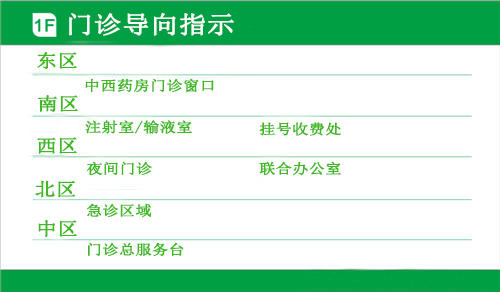 1F 门诊导向指示
东区
中西药房门诊窗口
南区
注射室/输液室 挂号收费处
西区
夜间门诊 联合办公室
北区
急诊区域
中区
门诊总服务台